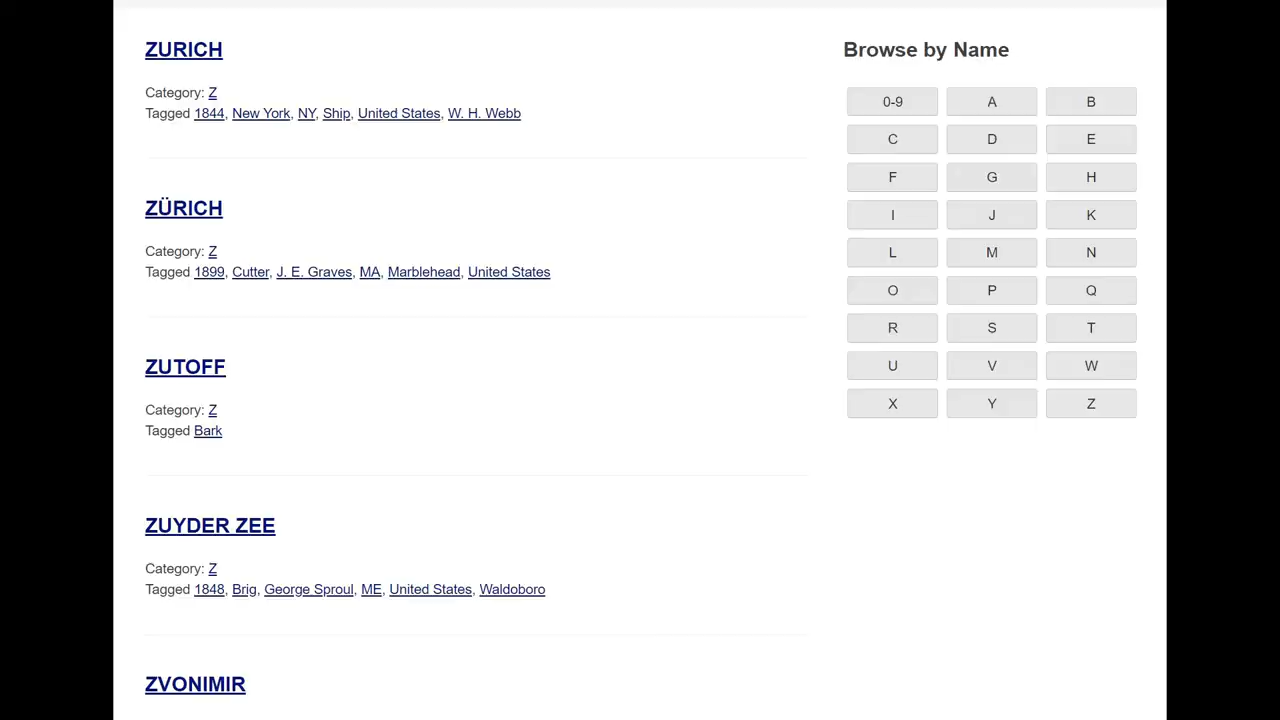 ZURICH
Category: Z
Tagged 1844, New York, NY, Ship, United States, W. H. Webb
ZÜRICH
Category: Z
Tagged 1899, Cutter, J. E. Graves, MA, Marblehead, United States
ZUTOFF
Category: Z
Tagged Bark
ZUYDER ZEE
Category: Z
Tagged 1848, Brig, George Sproul, ME, United States, Waldoboro
ZVONIMIR
Browse by Name
0-9 A B
C D E
F G H
I J K
L M N
O P Q
R S T
U V W
X Y Z